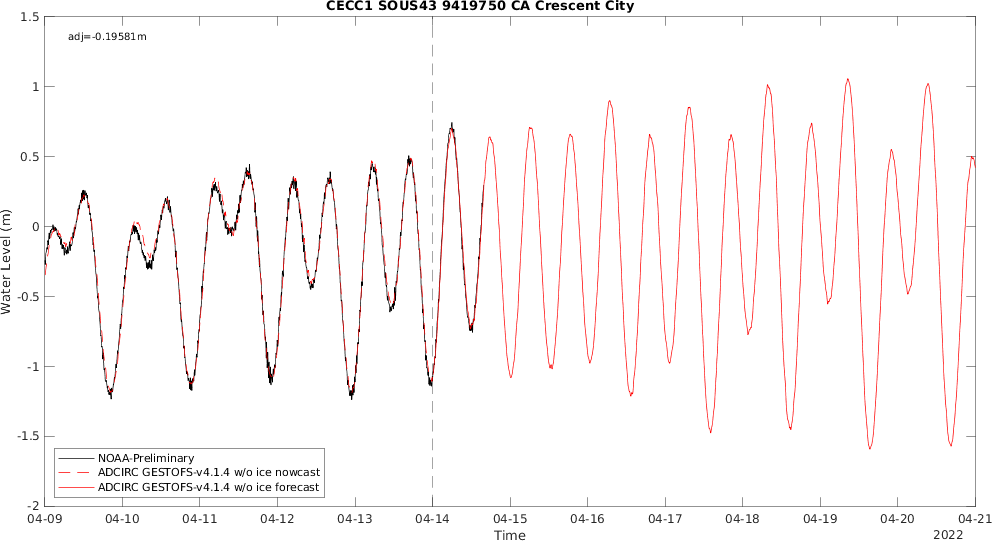 CECC1 SOUS43 9419750 CA Crescent City
adj=-0.19581m
1.5
1
0.5
0
-0.5
-1
-1.5
-2
Water Level (m)
NOAA-Preliminary
ADCIRC GESTOFS-v4.1.4 w/o ice nowcast
ADCIRC GESTOFS-v4.1.4 w/o ice forecast
04-09 04-10 04-11 04-12 04-13 04-14 04-15 04-16 04-17 04-18 04-19 04-20 04-21
Time
2022